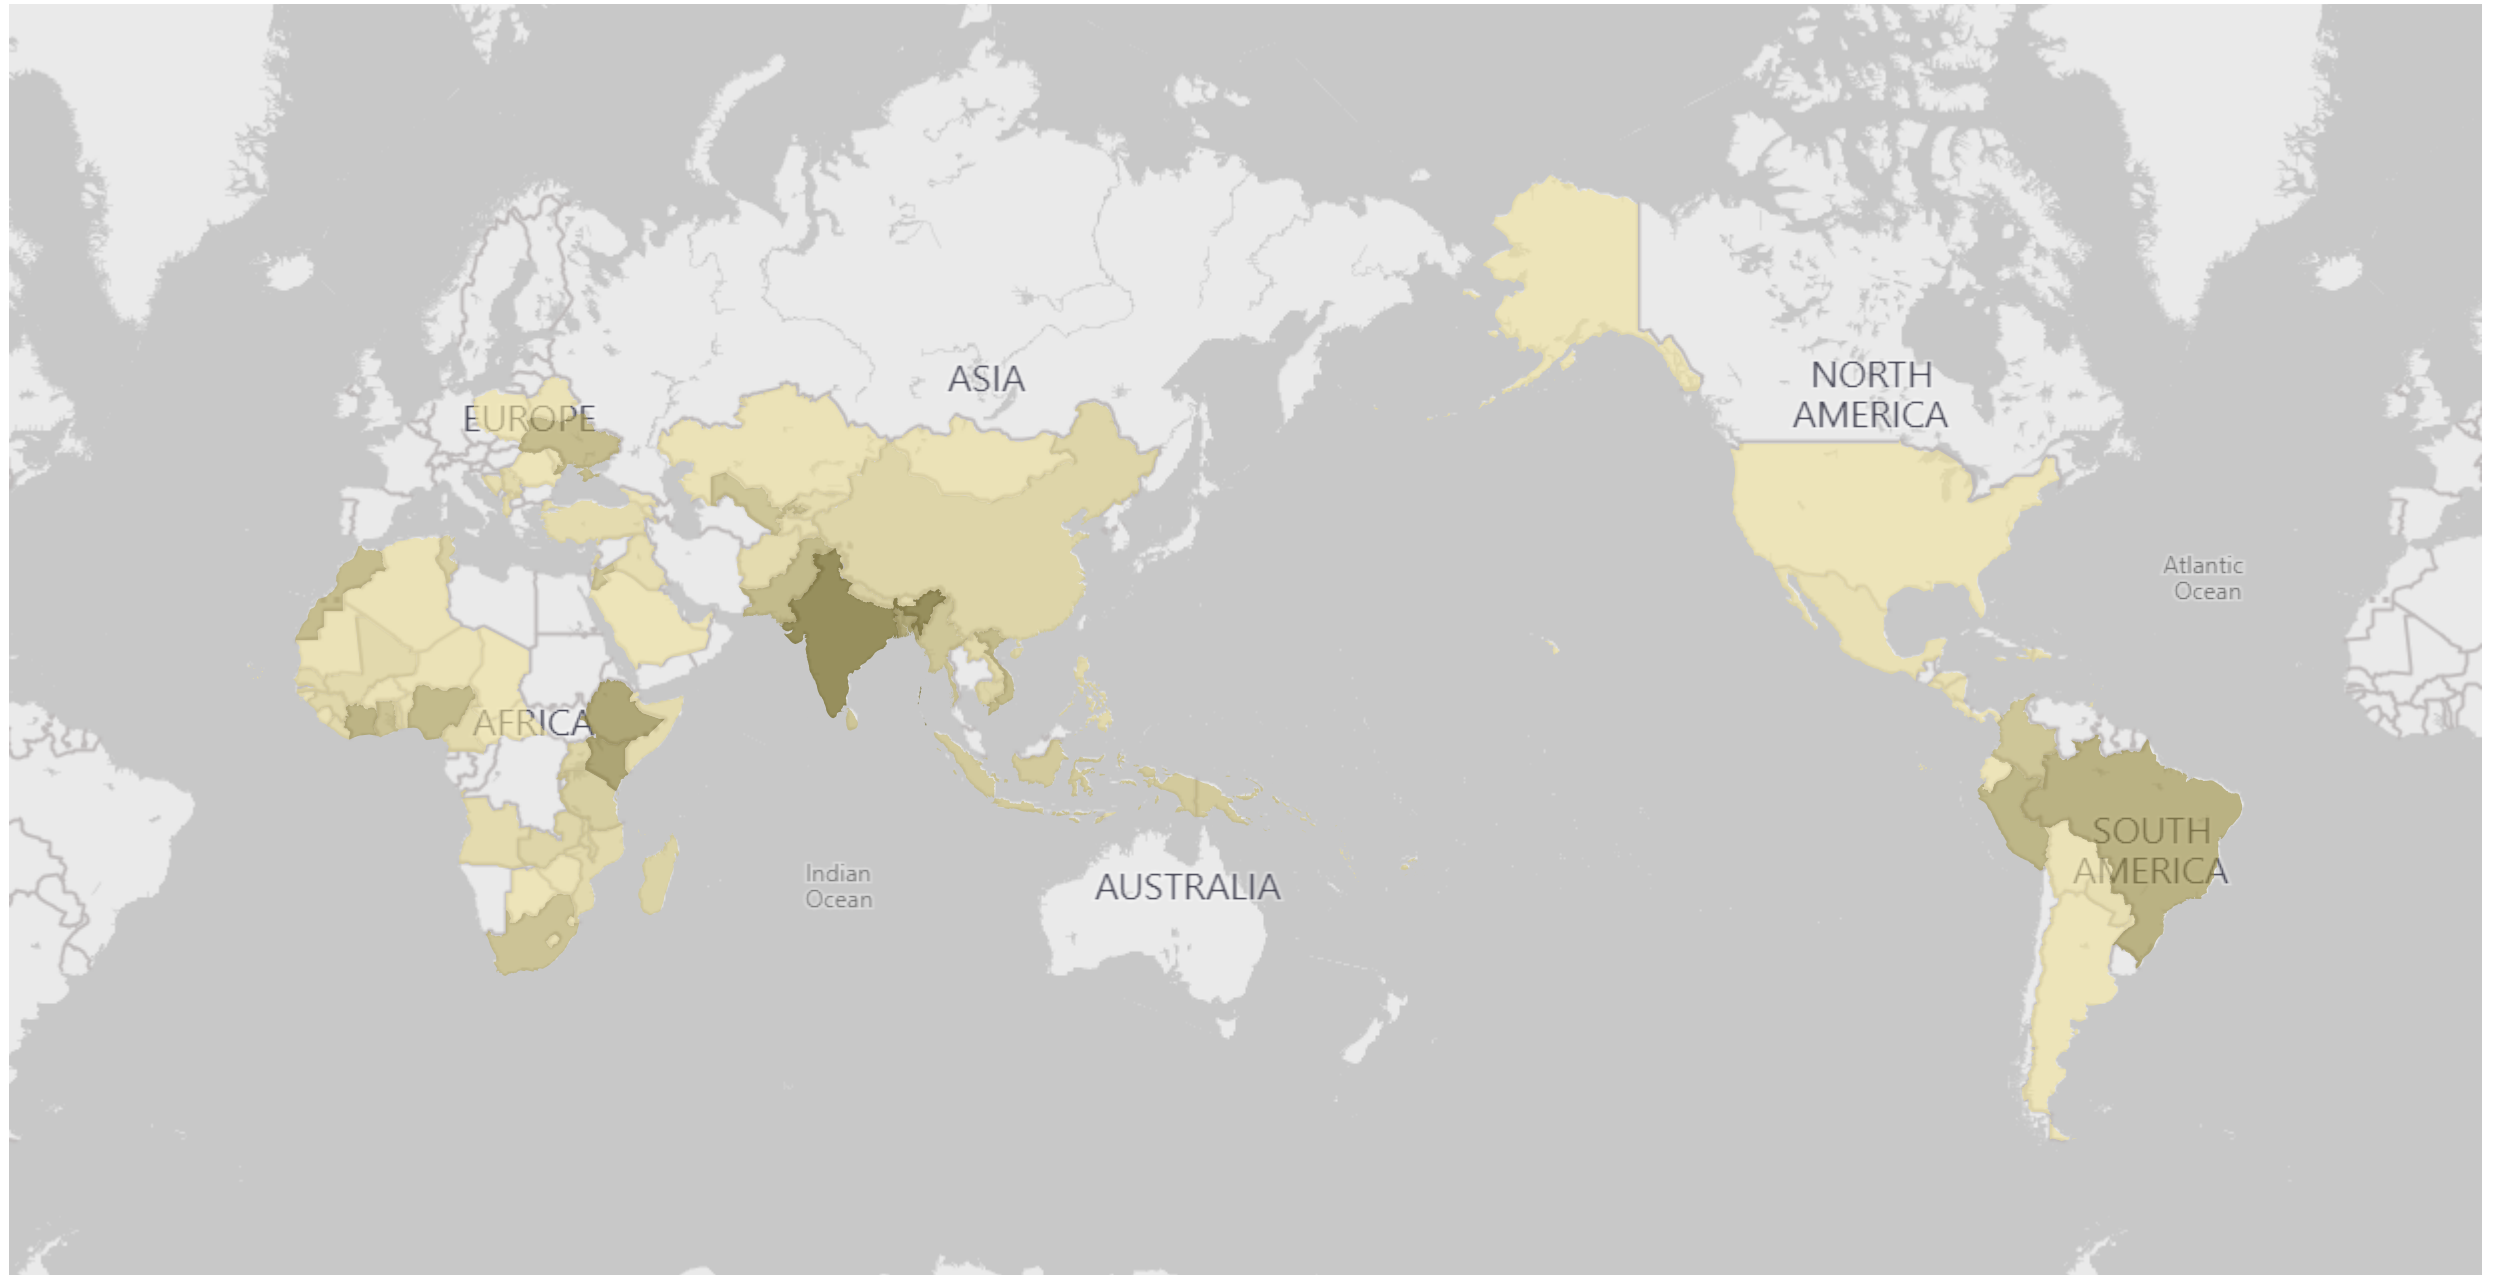 ASIA
NORTH
AMERICA
EUROPE
Atlantic
Ocean
AFRICA
SOUTH
AMERICA
Indian
Ocean
AUSTRALIA